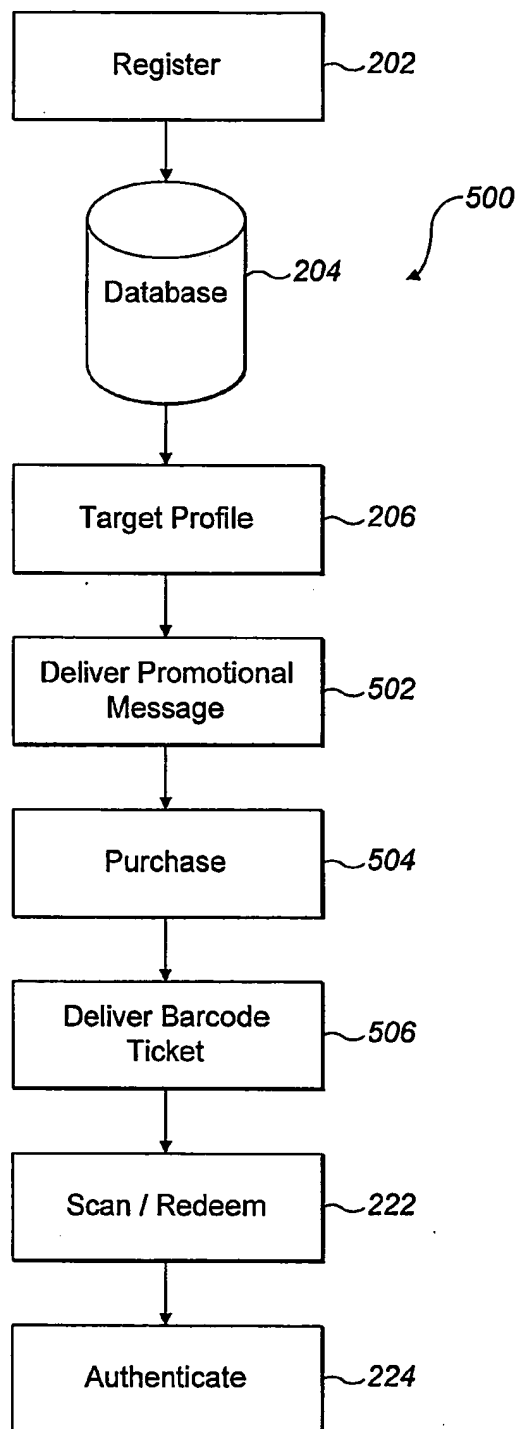 Register
202
500
Database
204
Target Profile
206
Deliver Promotional
Message
502
Purchase
504
Deliver Barcode
Ticket
506
Scan / Redeem
222
Authenticate
224